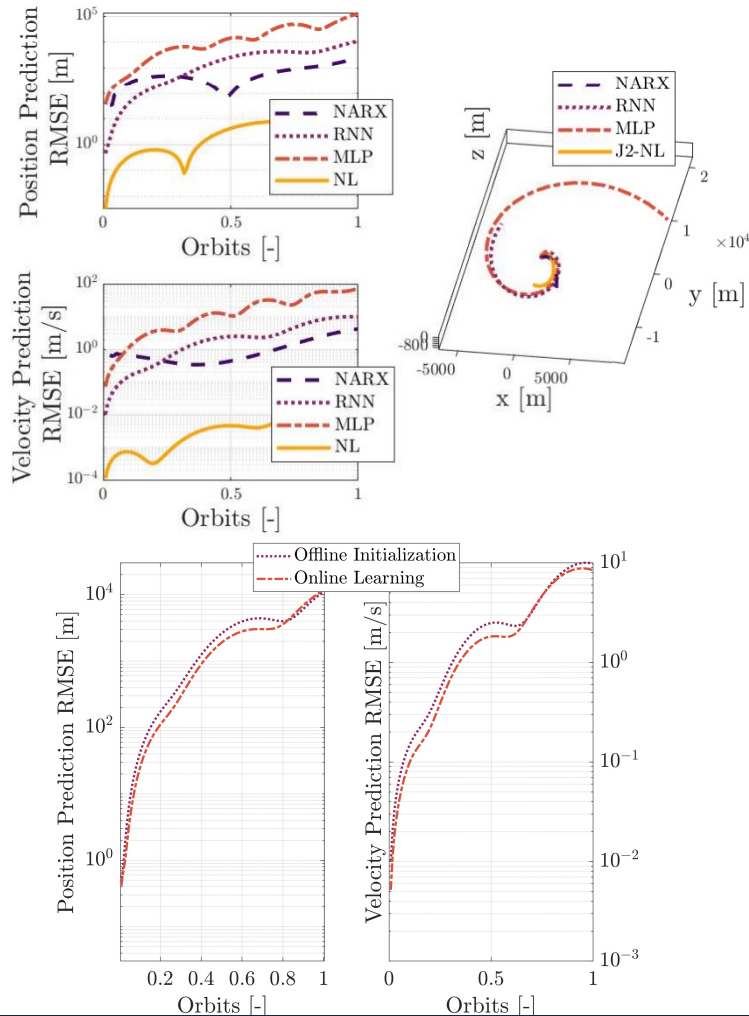 Position Prediction
RMSE [m]
10^5
10^0
0
0.5
1
Orbits [-]
NARX
RNN
MLP
NL
NARX
RNN
MLP
J2-NL
z [m]
2
1
×10^4
0
y [m]
-1
0
-800
-5000
0
5000
x [m]
Velocity Prediction
RMSE [m/s]
10^2
10^0
10^-2
10^-4
0
0.5
1
Orbits [-]
NARX
RNN
MLP
NL
Offline Initialization
Online Learning
Position Prediction RMSE [m]
10^4
10^2
10^0
0.2
0.4
0.6
0.8
1
Orbits [-]
Velocity Prediction RMSE [m/s]
10^1
10^0
10^-1
10^-2
10^-3
0
0.5
1
Orbits [-]